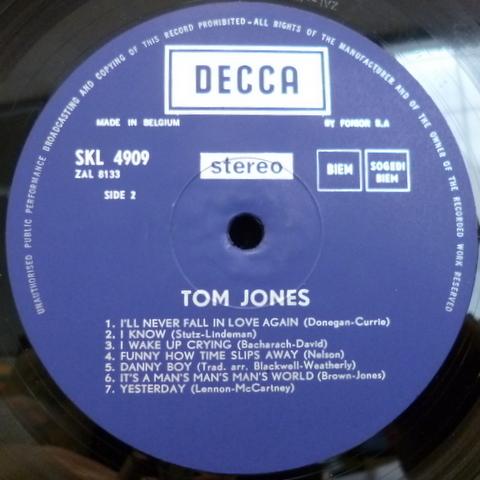 UNAUTHORISED PUBLIC PERFORMANCE BROADCASTING AND COPYING OF THIS RECORD PROHIBITED–ALL RIGHTS OF THE MANUFACTURER AND OF THE OWNER OF THE RECORDED WORK RESERVED
DECCA
MADE IN BELGIUM BY FONIOR S.A
SKL 4909
ZAL 8133
SIDE 2
stereo
BIEM
SOGEDI
BIEM
TOM JONES
1. I'LL NEVER FALL IN LOVE AGAIN (Donegan-Currie)
2. I KNOW (Stutz-Lindeman)
3. I WAKE UP CRYING (Bacharach-David)
4. FUNNY HOW TIME SLIPS AWAY (Nelson)
5. DANNY BOY (Trad. arr. Blackwell-Weatherly)
6. IT'S A MAN'S MAN'S MAN'S WORLD (Brown-Jones)
7. YESTERDAY (Lennon-McCartney)